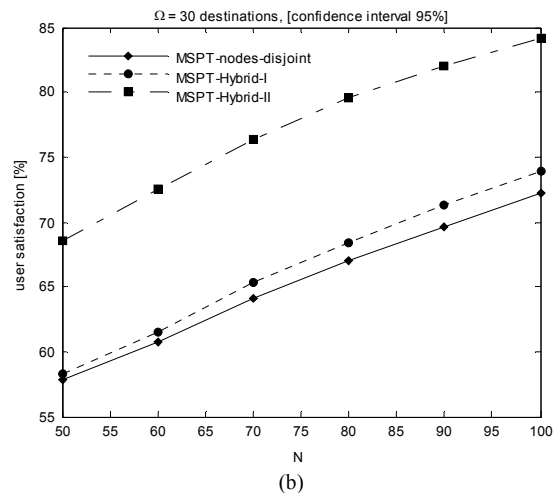 Ω = 30 destinations, [confidence interval 95%]
MSPT-nodes-disjoint
MSPT-Hybrid-I
MSPT-Hybrid-II
user satisfaction [%]
85
80
75
70
65
60
55
50 55 60 65 70 75 80 85 90 95 100
N
(b)